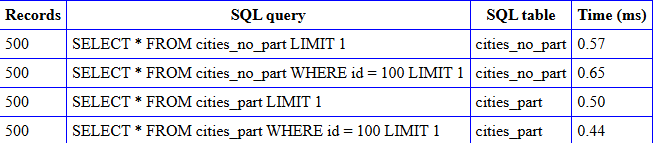 Records SQL query SQL table Time (ms)
500 SELECT * FROM cities_no_part LIMIT 1 cities_no_part 0.57
500 SELECT * FROM cities_no_part WHERE id = 100 LIMIT 1 cities_no_part 0.65
500 SELECT * FROM cities_part LIMIT 1 cities_part 0.50
500 SELECT * FROM cities_part WHERE id = 100 LIMIT 1 cities_part 0.44